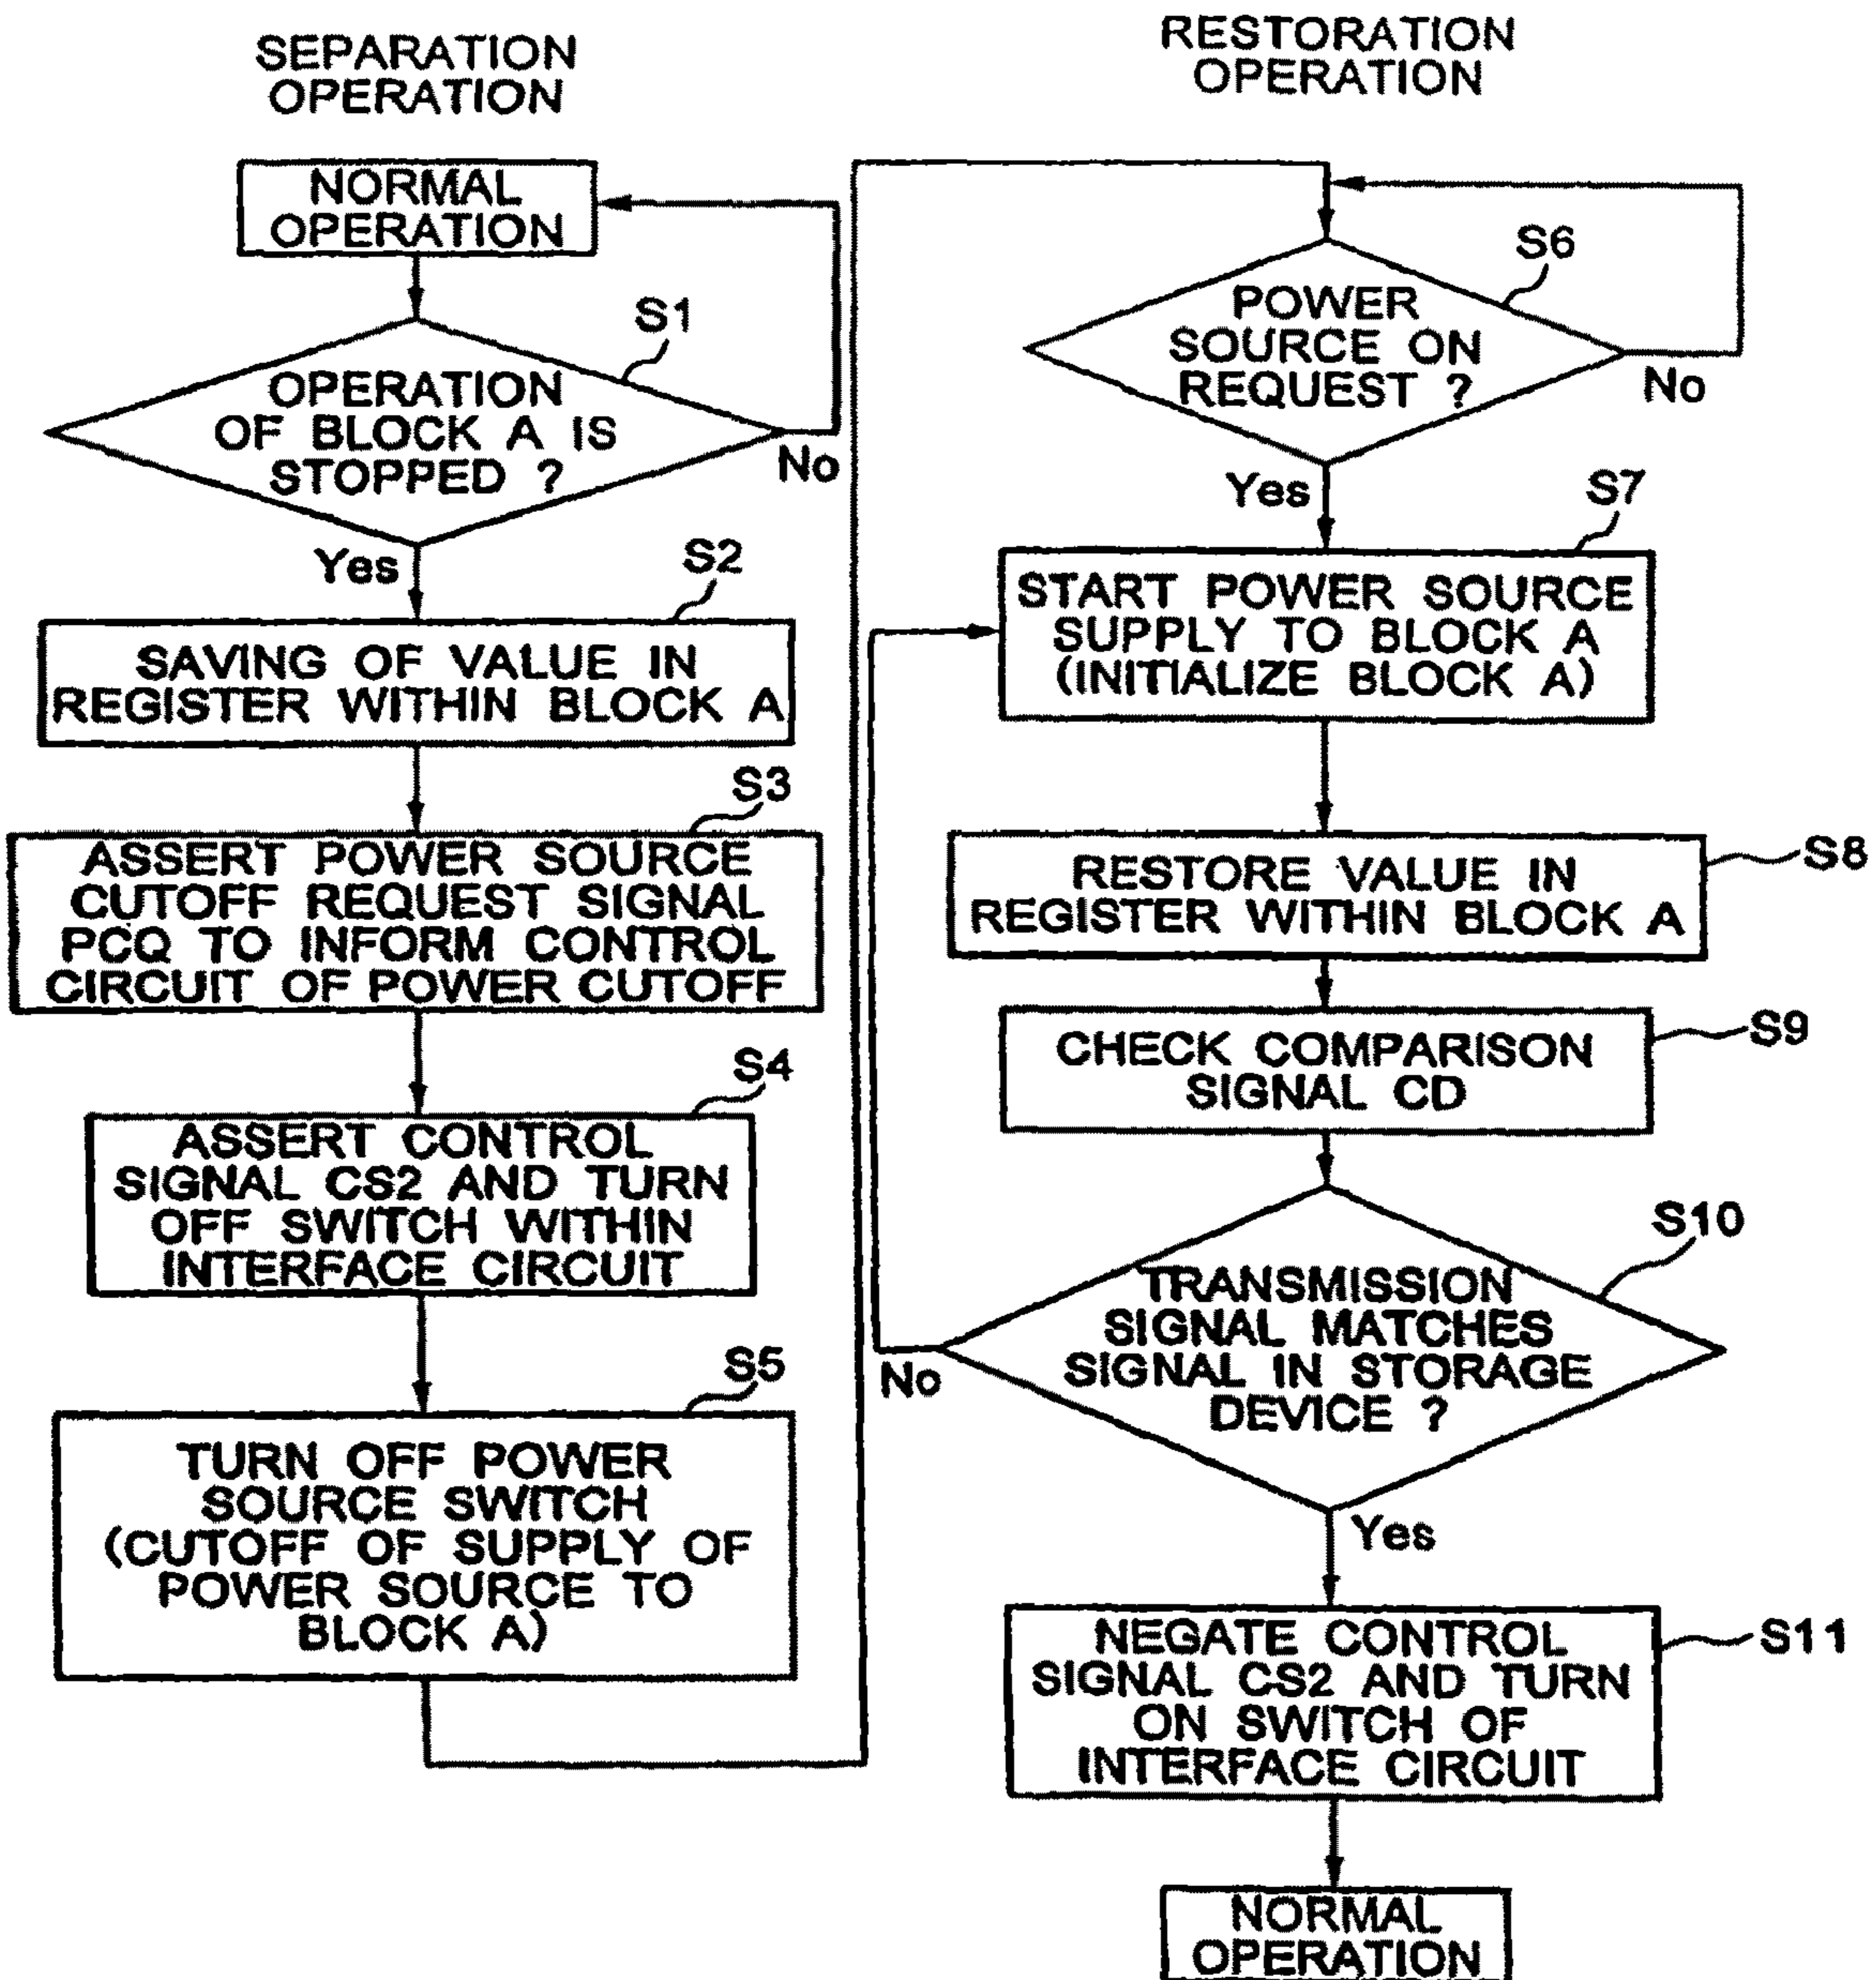 SEPARATION
OPERATION
NORMAL
OPERATION
S1
OPERATION
OF BLOCK A IS
STOPPED ?
No
Yes
S2
SAVING OF VALUE IN
REGISTER WITHIN BLOCK A
S3
ASSERT POWER SOURCE
CUTOFF REQUEST SIGNAL
PCQ TO INFORM CONTROL
CIRCUIT OF POWER CUTOFF
S4
ASSERT CONTROL
SIGNAL CS2 AND TURN
OFF SWITCH WITHIN
INTERFACE CIRCUIT
S5
TURN OFF POWER
SOURCE SWITCH
(CUTOFF OF SUPPLY OF
POWER SOURCE TO
BLOCK A)
RESTORATION
OPERATION
S6
POWER
SOURCE ON
REQUEST ?
No
Yes
S7
START POWER SOURCE
SUPPLY TO BLOCK A
(INITIALIZE BLOCK A)
S8
RESTORE VALUE IN
REGISTER WITHIN BLOCK A
S9
CHECK COMPARISON
SIGNAL CD
S10
TRANSMISSION
SIGNAL MATCHES
SIGNAL IN STORAGE
DEVICE ?
No
Yes
S11
NEGATE CONTROL
SIGNAL CS2 AND TURN
ON SWITCH OF
INTERFACE CIRCUIT
NORMAL
OPERATION